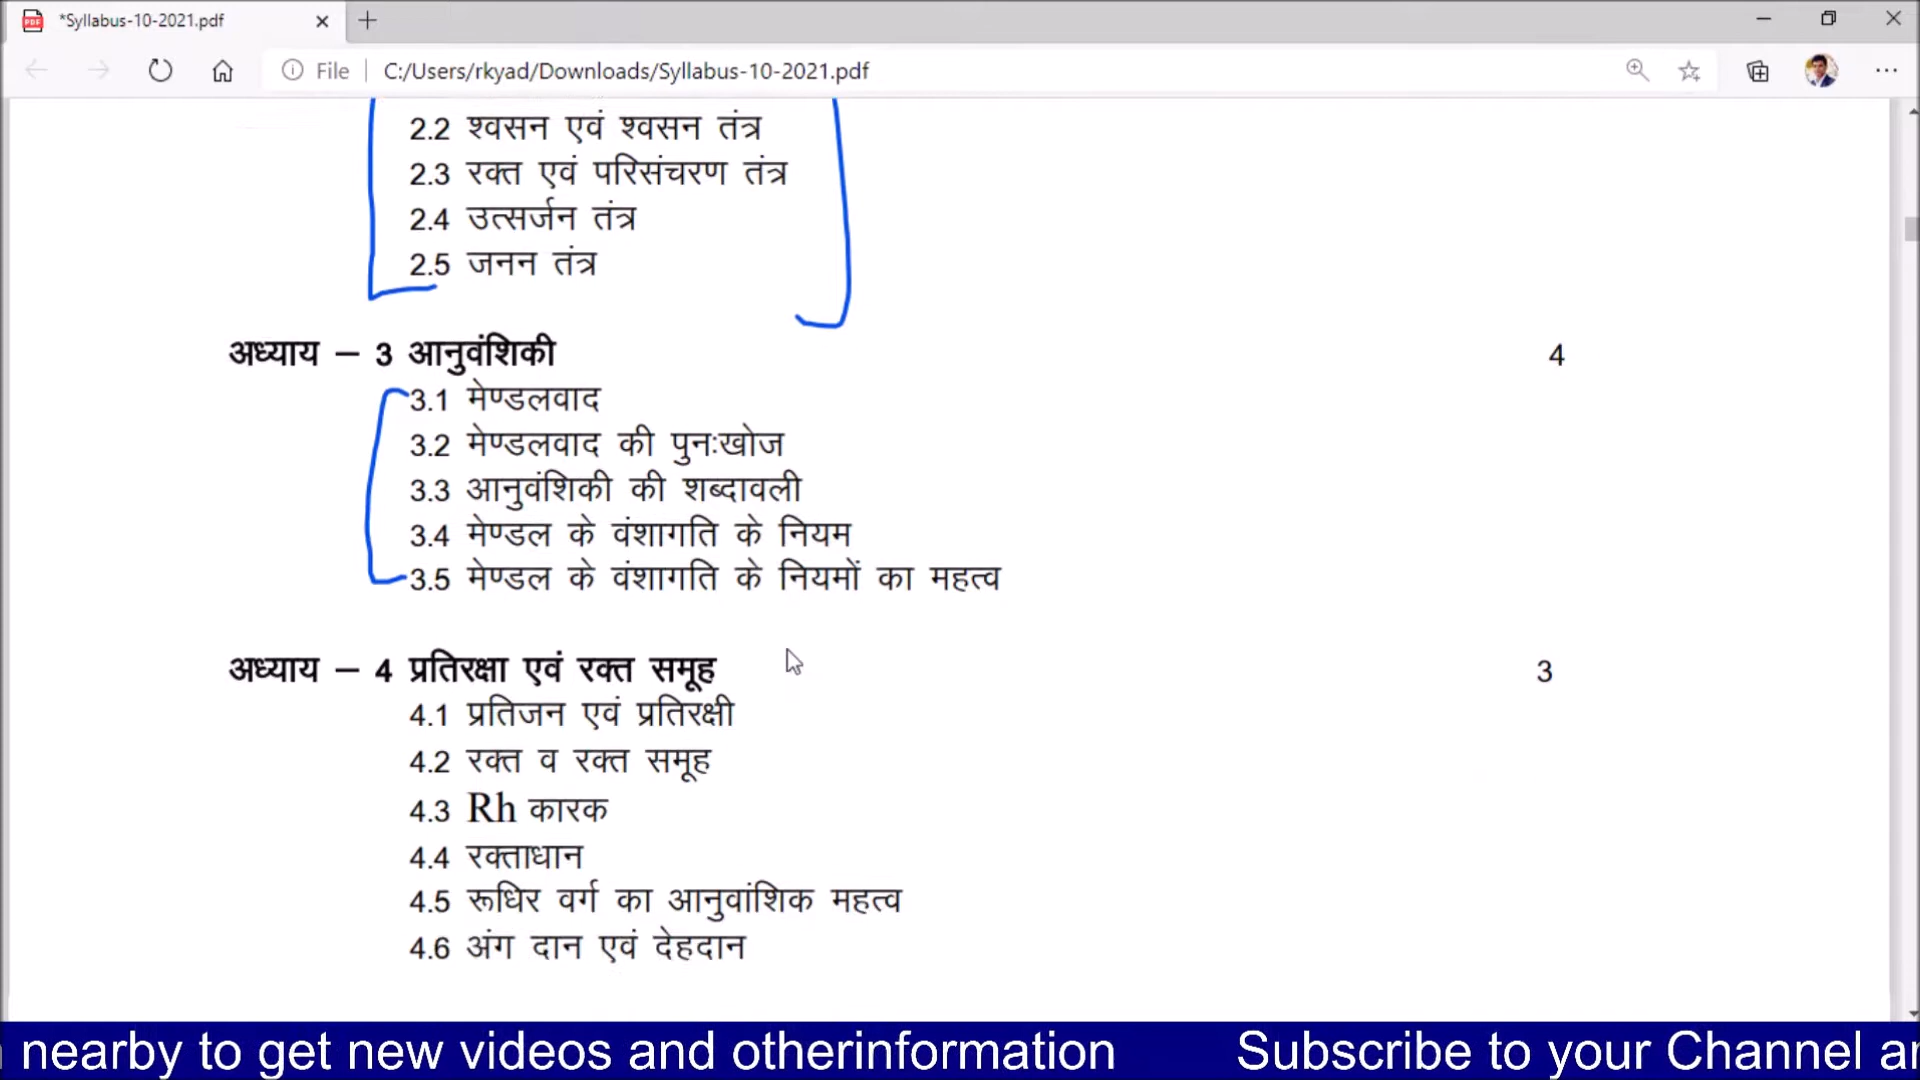 *Syllabus-10-2021.pdf
File
C:/Users/rkyad/Downloads/Syllabus-10-2021.pdf
2.2 श्वसन एवं श्वसन तंत्र
2.3 रक्त एवं परिसंचरण तंत्र
2.4 उत्सर्जन तंत्र
2.5 जनन तंत्र
अध्याय – 3 आनुवंशिकी 4
3.1 मेण्डलवाद
3.2 मेण्डलवाद की पुनःखोज
3.3 आनुवंशिकी की शब्दावली
3.4 मेण्डल के वंशागति के नियम
3.5 मेण्डल के वंशागति के नियमों का महत्व
अध्याय – 4 प्रतिरक्षा एवं रक्त समूह 3
4.1 प्रतिजन एवं प्रतिरक्षी
4.2 रक्त व रक्त समूह
4.3 Rh कारक
4.4 रक्ताधान
4.5 रूधिर वर्ग का आनुवांशिक महत्व
4.6 अंग दान एवं देहदान
nearby to get new videos and otherinformation Subscribe to your Channel